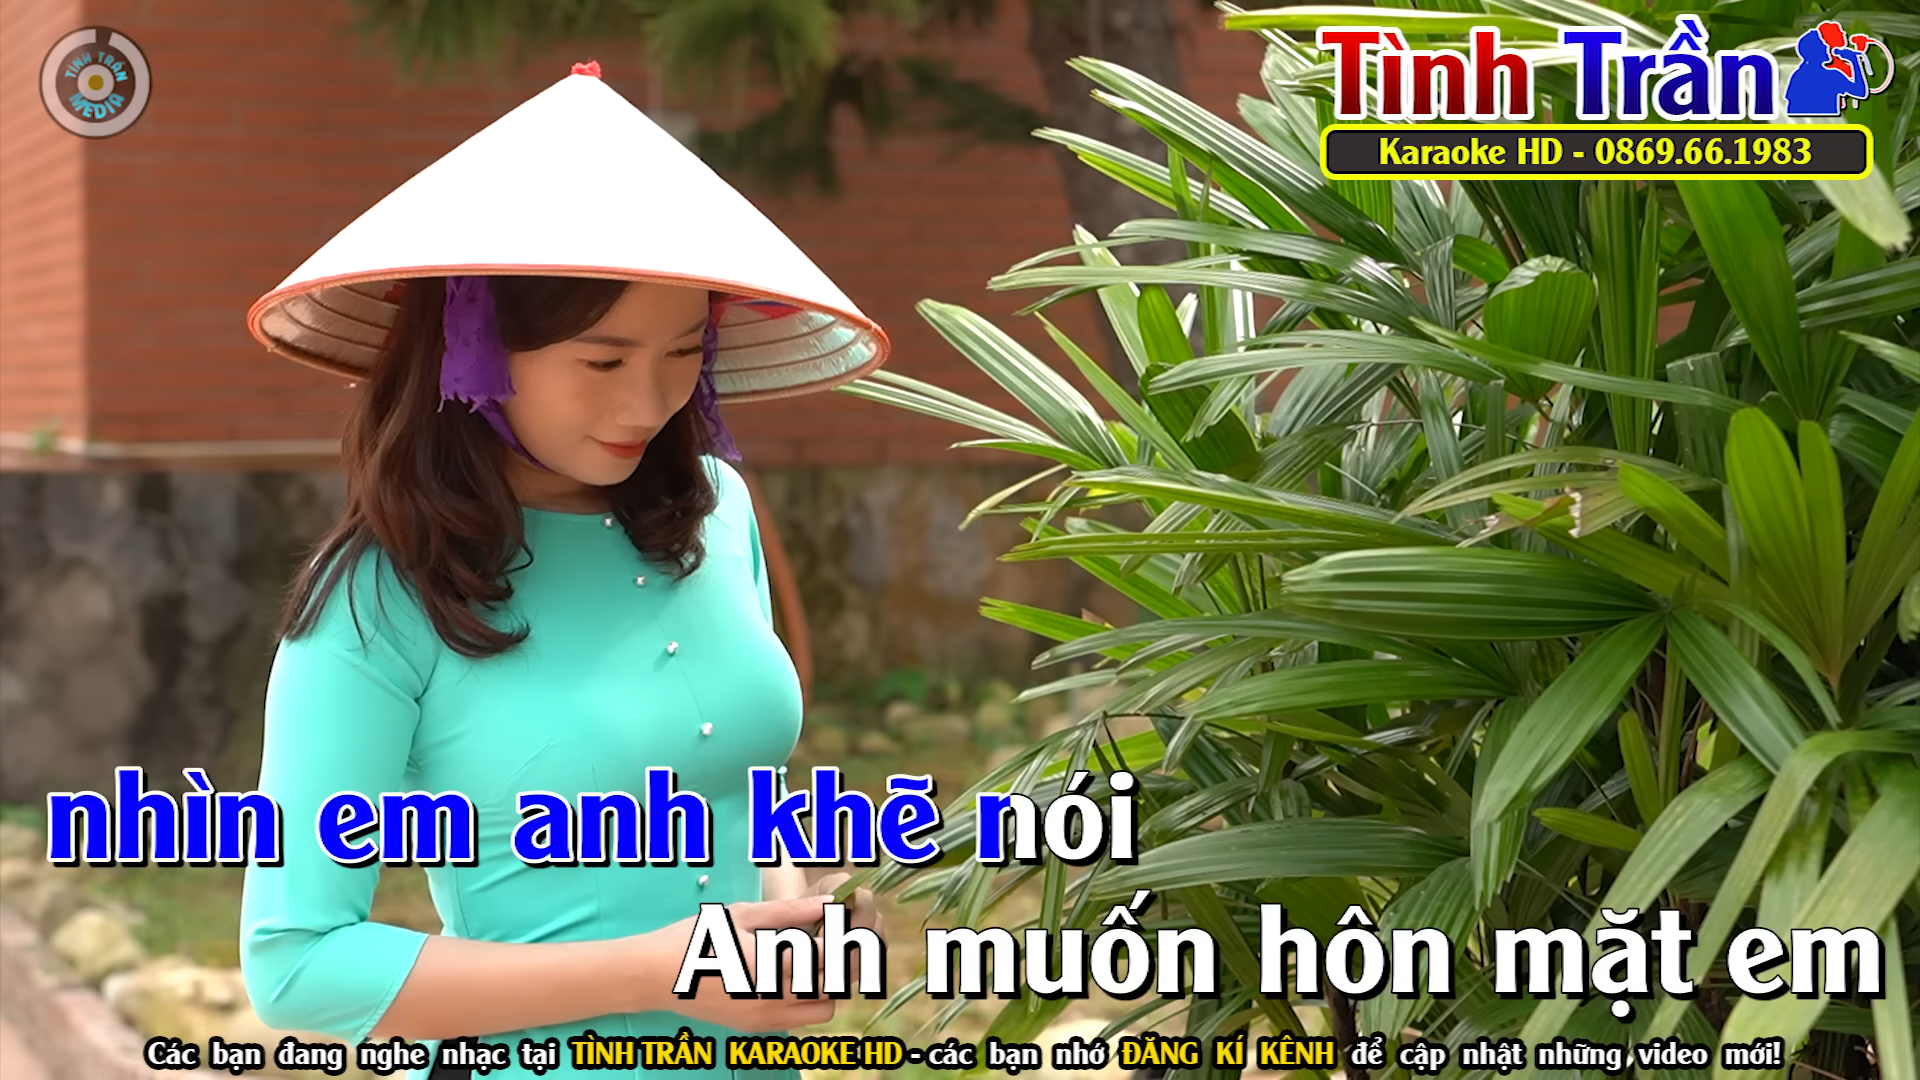 TÌNH TRẦN
MEDIA
Tình Trần
Karaoke HD - 0869.66.1983
nhìn em anh khẽ nói
Anh muốn hôn mặt em
Các bạn đang nghe nhạc tại TÌNH TRẦN KARAOKE HD - các bạn nhớ ĐĂNG KÍ KÊNH để cập nhật những video mới!